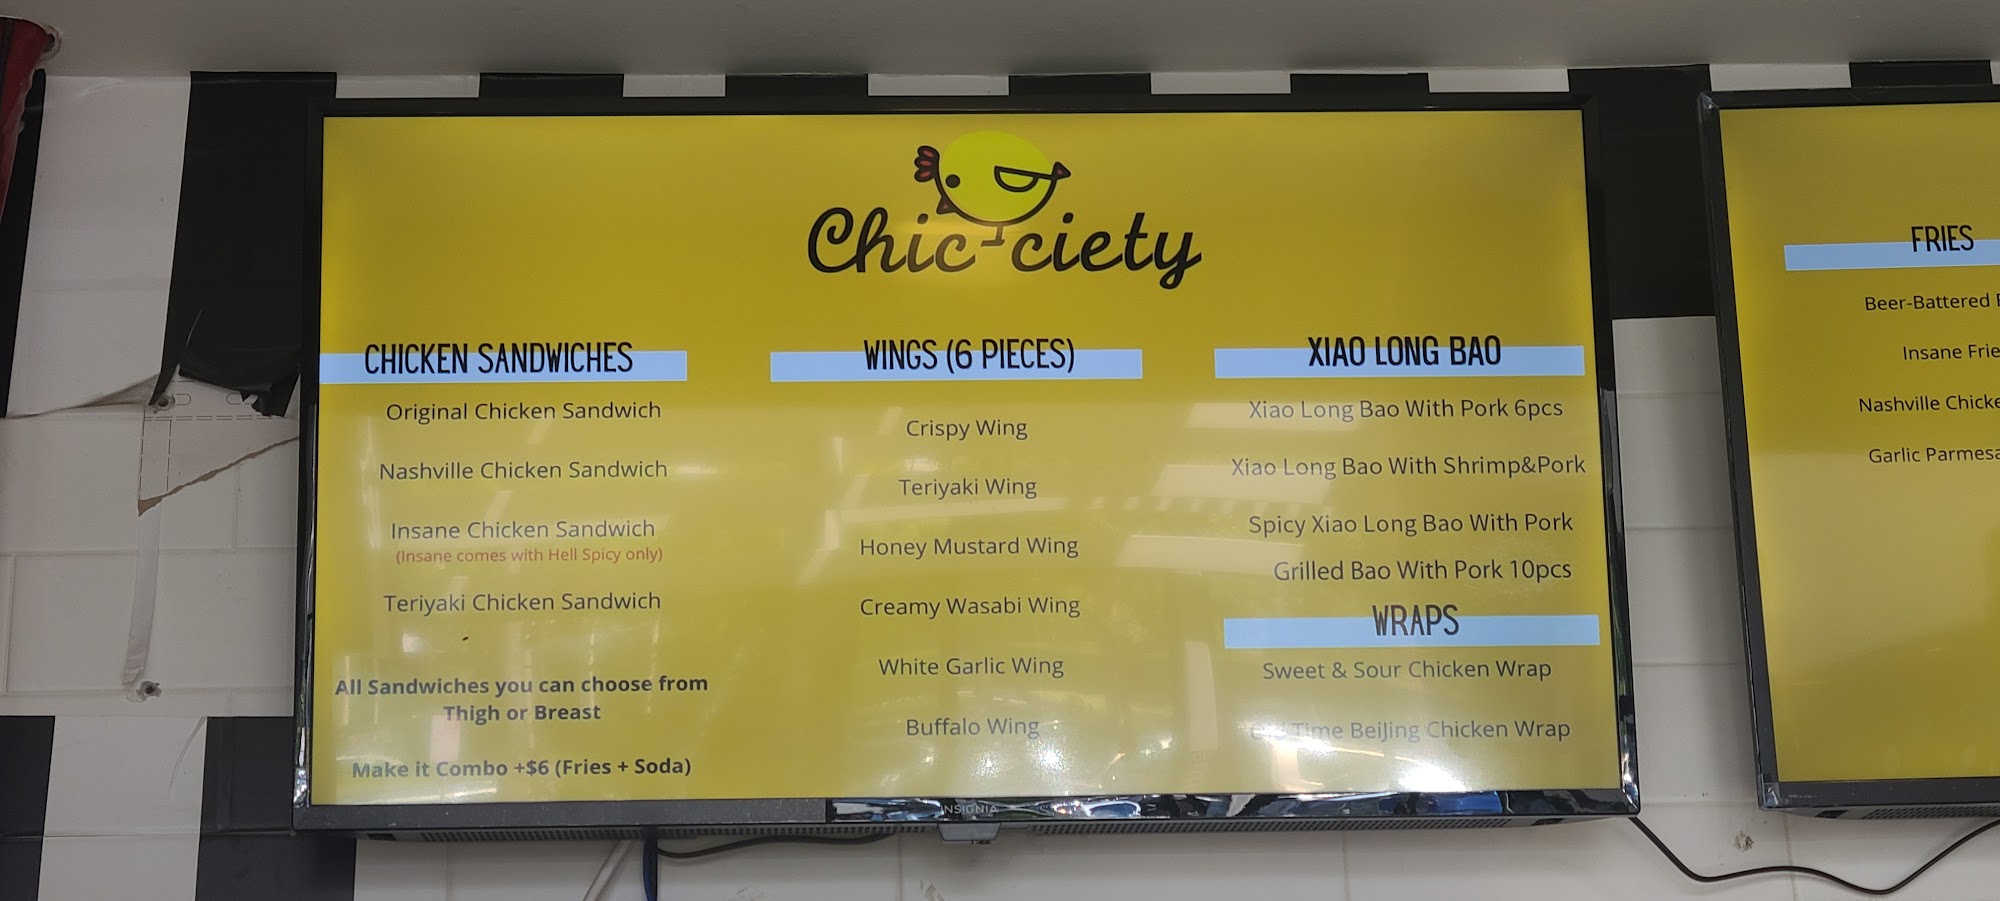 Chic-ciety
CHICKEN SANDWICHES
Original Chicken Sandwich
Nashville Chicken Sandwich
Insane Chicken Sandwich
(Insane comes with Hell Spicy only)
Teriyaki Chicken Sandwich
All Sandwiches you can choose from
Thigh or Breast
Make it Combo +$6 (Fries + Soda)
WINGS (6 PIECES)
Crispy Wing
Teriyaki Wing
Honey Mustard Wing
Creamy Wasabi Wing
White Garlic Wing
Buffalo Wing
XIAO LONG BAO
Xiao Long Bao With Pork 6pcs
Xiao Long Bao With Shrimp&Pork
Spicy Xiao Long Bao With Pork
Grilled Bao With Pork 10pcs
WRAPS
Sweet & Sour Chicken Wrap
Old Time BeiJing Chicken Wrap
INSIGNIA
FRIES
Beer-Battered
Insane
Nashville
Garlic